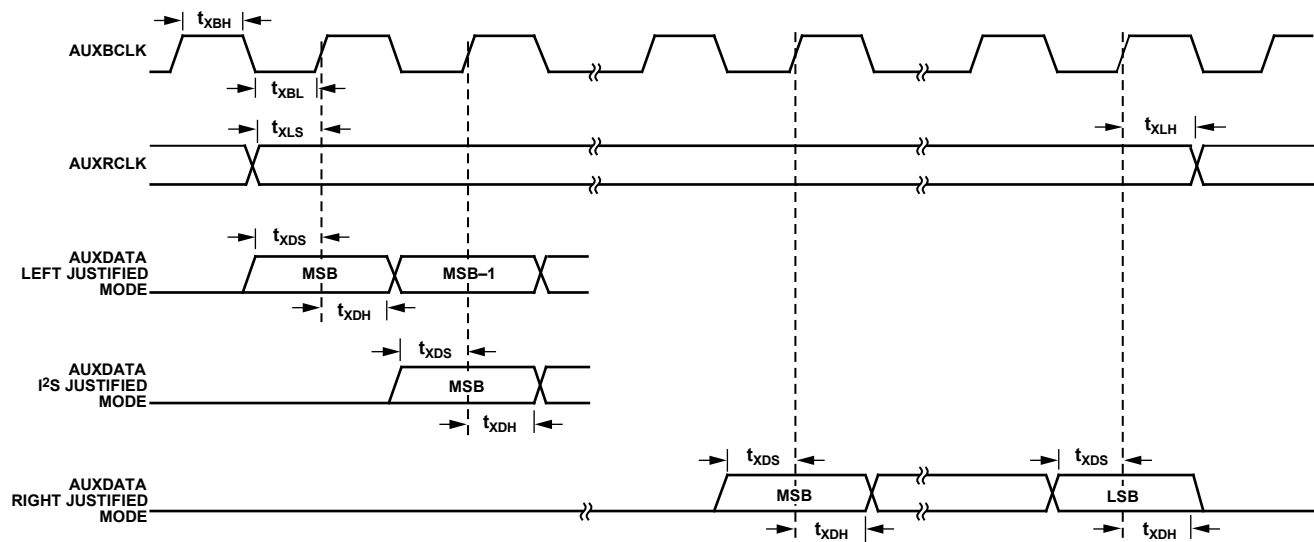 tXBH
AUXBCLK
tXBL
tXLS
tXLH
AUXRCLK
tXDS
AUXDATA
LEFT JUSTIFIED
MODE
MSB
MSB–1
tXDH
tXDS
AUXDATA
I2S JUSTIFIED
MODE
MSB
tXDH
tXDS
tXDS
AUXDATA
RIGHT JUSTIFIED
MODE
MSB
LSB
tXDH
tXDH